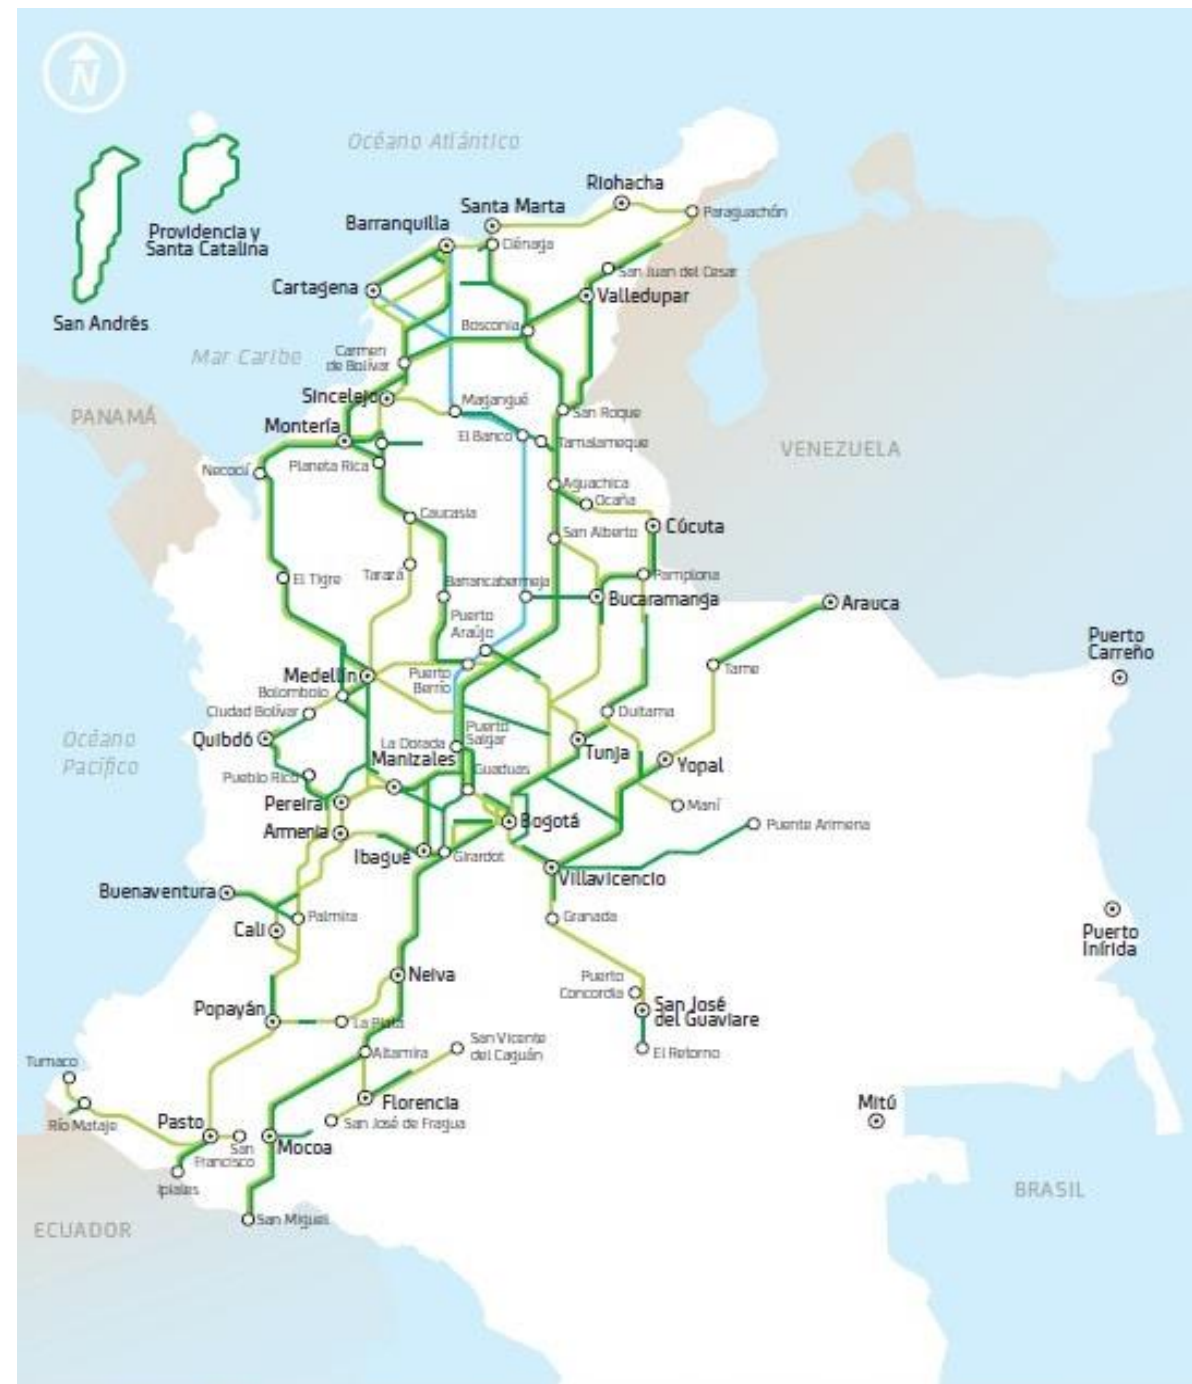 N
Océano Atlántico
Riohacha
Santa Marta
Paraguachón
Providencia y
Santa Catalina
Barranquilla
Ciénaga
San Juan del Cesar
Cartagena
Valledupar
San Andrés
Bosconia
Mar Caribe
Carmen
de Bolívar
Sincelejo
Magangué
San Roque
PANAMÁ
Montería
El Banco
Tamalameque
VENEZUELA
Necoclí
Planeta Rica
Aguachica
Ocaña
Caucasia
San Alberto
Cúcuta
El Tigre
Tarazá
Barrancabermeja
Pamplona
Bucaramanga
Arauca
Puerto
Araújo
Puerto
Carreño
Medellín
Puerto
Berrío
Tame
Bolombolo
Ciudad Bolívar
Duitama
Océano
Pacífico
Quibdó
La Dorada
Puerto
Salgar
Tunja
Manizales
Guaduas
Yopal
Pueblo Rico
Pereira
Maní
Armenia
Bogotá
Puente Arimena
Ibagué
Girardot
Villavicencio
Buenaventura
Palmira
Granada
Cali
Puerto
Inírida
Neiva
Puerto
Concordia
San José
del Guaviare
Popayán
La Plata
San Vicente
del Caguán
El Retorno
Altamira
Tumaco
Florencia
Mitú
Río Mataje
Pasto
San José de Fragua
San
Francisco
Mocoa
Ipiales
San Miguel
BRASIL
ECUADOR